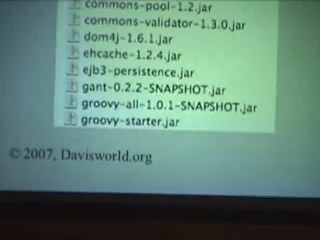 commons-pool-1.2.jar
commons-validator-1.3.0.jar
dom4j-1.6.1.jar
ehcache-1.2.4.jar
ejb3-persistence.jar
gant-0.2.2-SNAPSHOT.jar
groovy-all-1.0.1-SNAPSHOT.jar
groovy-starter.jar
© 2007, Davisworld.org